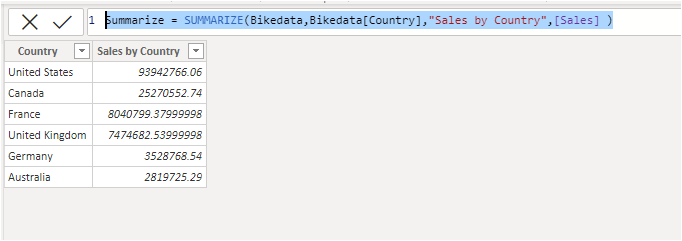 1 Summarize = SUMMARIZE(Bikedata,Bikedata[Country],"Sales by Country",[Sales] )
Country Sales by Country
United States 93942766.06
Canada 25270552.74
France 8040799.37999998
United Kingdom 7474682.53999998
Germany 3528768.54
Australia 2819725.29